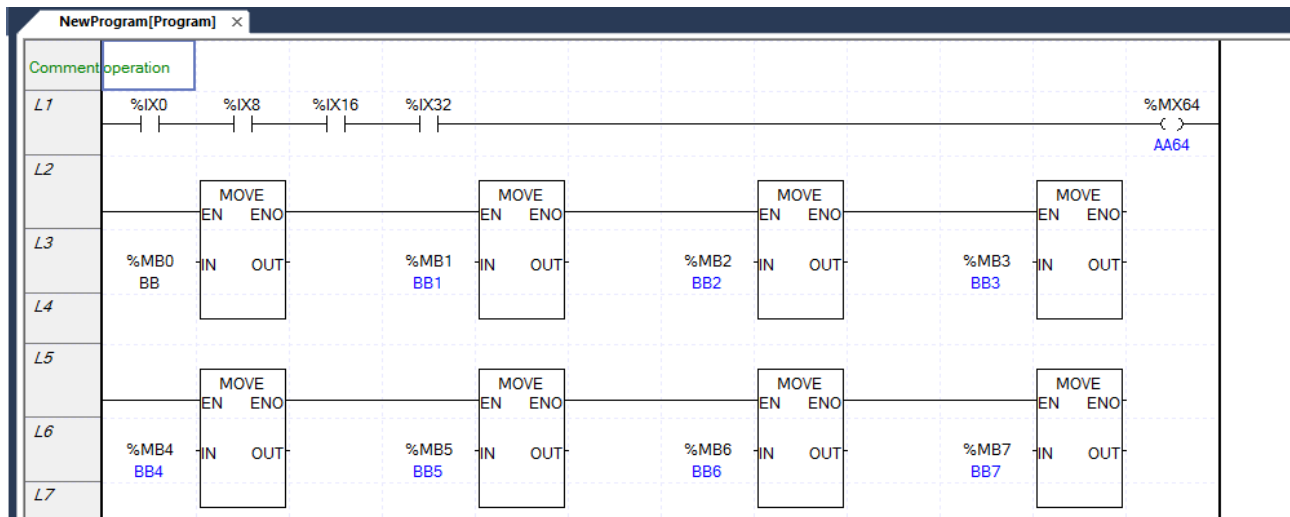 NewProgram[Program] ×
Comment operation
L1 %IX0 %IX8 %IX16 %IX32 %MX64
AA64
L2
MOVE MOVE MOVE MOVE
EN ENO EN ENO EN ENO EN ENO
L3
%MB0 IN OUT %MB1 IN OUT %MB2 IN OUT %MB3 IN OUT
BB BB1 BB2 BB3
L4
L5
MOVE MOVE MOVE MOVE
EN ENO EN ENO EN ENO EN ENO
L6
%MB4 IN OUT %MB5 IN OUT %MB6 IN OUT %MB7 IN OUT
BB4 BB5 BB6 BB7
L7